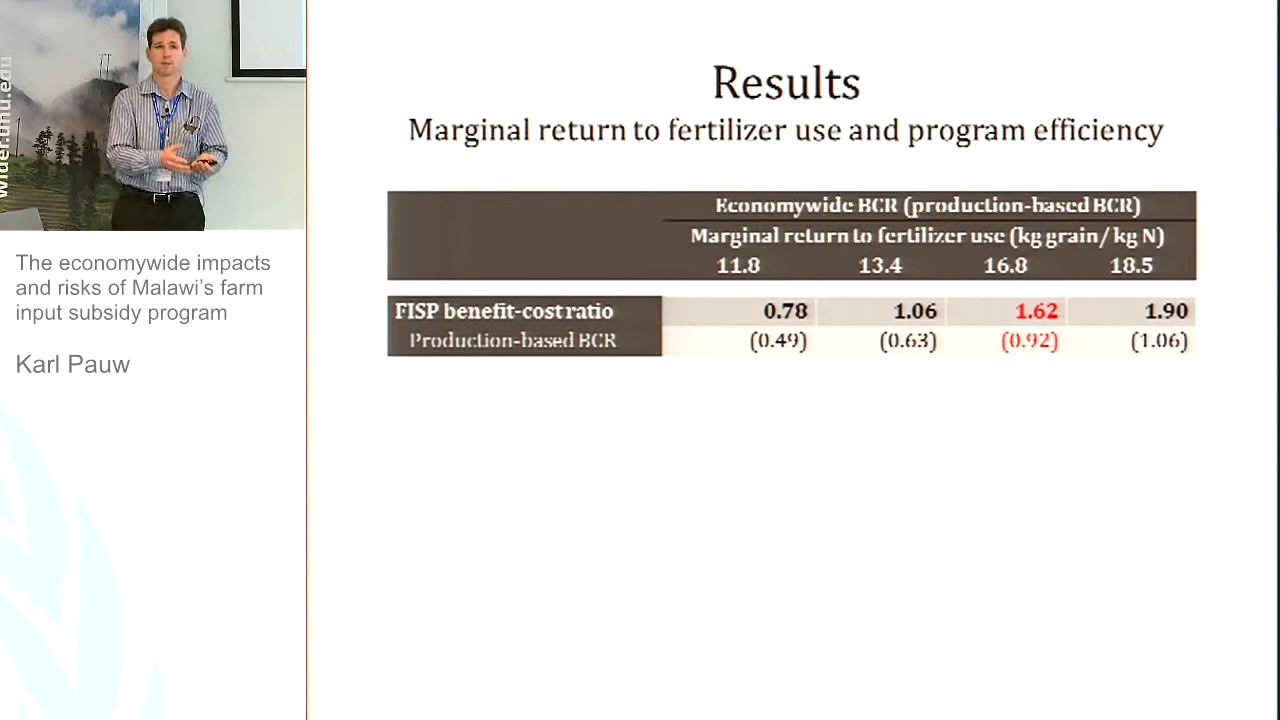 wider.unu.edu
The economywide impacts
and risks of Malawi's farm
input subsidy program
Karl Pauw
Results
Marginal return to fertilizer use and program efficiency
Economywide BCR (production-based BCR)
Marginal return to fertilizer use (kg grain/ kg N)
11.8 13.4 16.8 18.5
FISP benefit-cost ratio 0.78 1.06 1.62 1.90
Production-based BCR (0.49) (0.63) (0.92) (1.06)